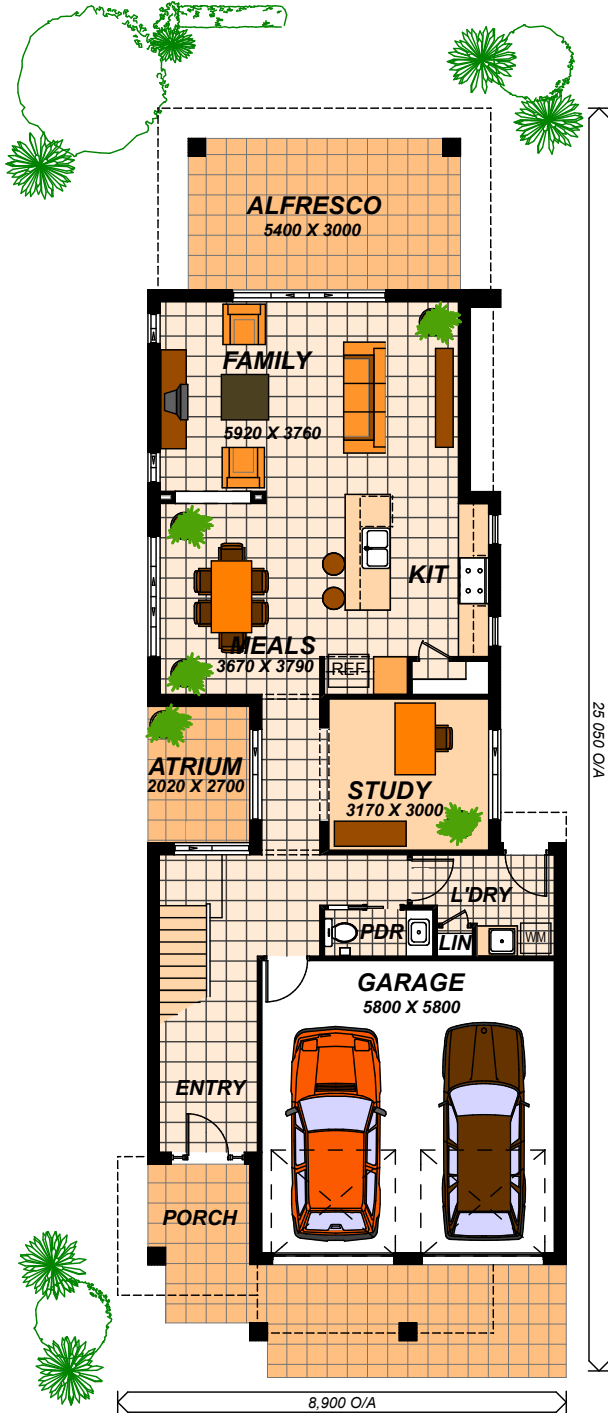 ALFRESCO
5400 X 3000
FAMILY
5920 X 3760
KIT
MEALS
3670 X 3790
REF
25 050 O/A
ATRIUM
2020 X 2700
STUDY
3170 X 3000
L'DRY
PDR
LIN
WM
GARAGE
5800 X 5800
ENTRY
PORCH
8,900 O/A